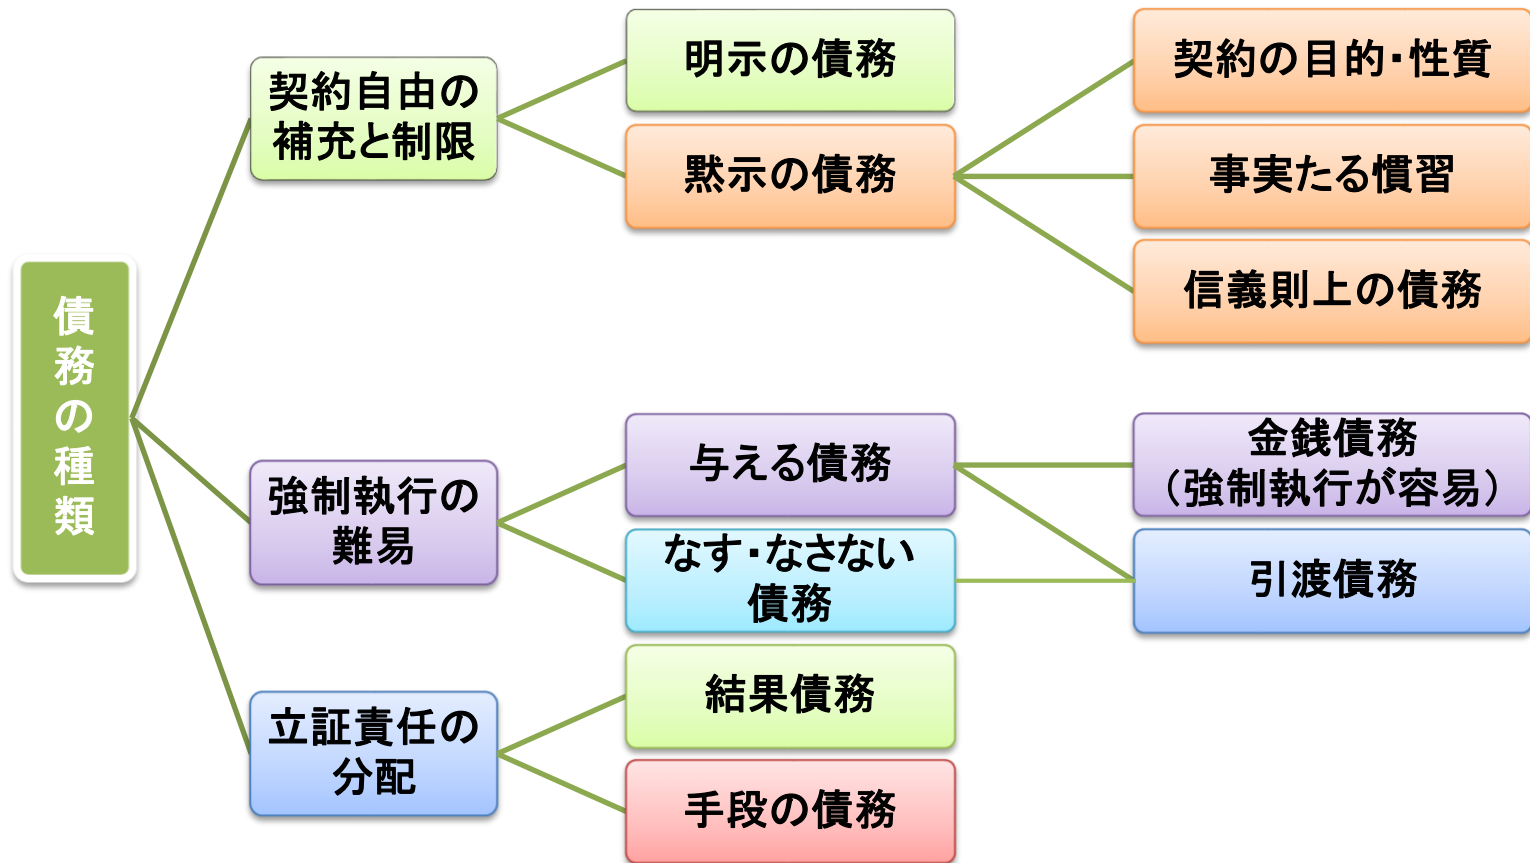 債務の種類
契約自由の
補充と制限
明示の債務
黙示の債務
契約の目的・性質
事実たる慣習
信義則上の債務
強制執行の
難易
与える債務
金銭債務
（強制執行が容易）
なす・なさない
債務
引渡債務
立証責任の
分配
結果債務
手段の債務